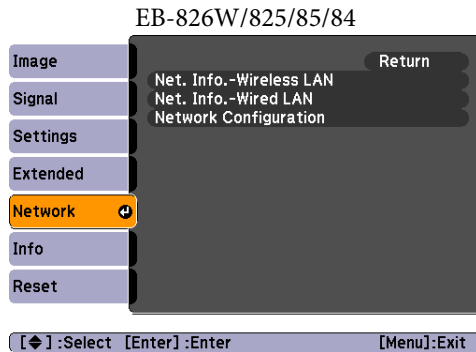 EB-826W/825/85/84
Image
Signal
Settings
Extended
Network
Info
Reset
Return
Net. Info.-Wireless LAN
Net. Info.-Wired LAN
Network Configuration
[◆] :Select [Enter] :Enter [Menu]:Exit